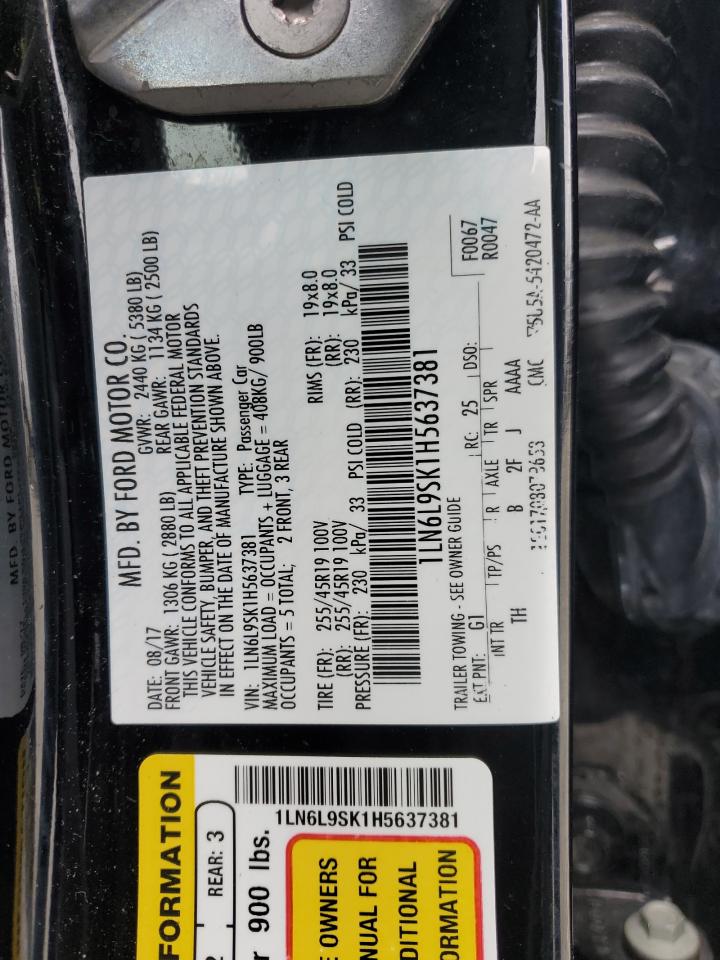 MFD. BY FORD MOTOR CO.
DATE: 08/17 GVWR: 2440 KG ( 5380 LB)
FRONT GAWR: 1306 KG ( 2880 LB) REAR GAWR: 1134 KG ( 2500 LB)
THIS VEHICLE CONFORMS TO ALL APPLICABLE FEDERAL MOTOR
VEHICLE SAFETY, BUMPER, AND THEFT PREVENTION STANDARDS
IN EFFECT ON THE DATE OF MANUFACTURE SHOWN ABOVE.
VIN: 1LN6L9SK1H5637381 TYPE: Passenger Car
MAXIMUM LOAD = OCCUPANTS + LUGGAGE = 408KG/ 900LB
OCCUPANTS = 5 TOTAL; 2 FRONT, 3 REAR
TIRE (FR): 255/45R19 100V RIMS (FR): 19x8.0
(RR): 255/45R19 100V (RR): 19x8.0
PRESSURE (FR): 230 kPa/ 33 PSI COLD (RR): 230 kPa/ 33 PSI COLD
1LN6L9SK1H5637381
TRAILER TOWING - SEE OWNER GUIDE F0067
EXT PNT: G1 RC: 25 DSO: R0047
INT TR TP/PS R AXLE TR SPR
TH B 2F J AAAA
CMC
FORMATION
REAR: 3
900 lbs.
1LN6L9SK1H5637381
OWNERS
FOR
MFD. BY FORD MOTOR